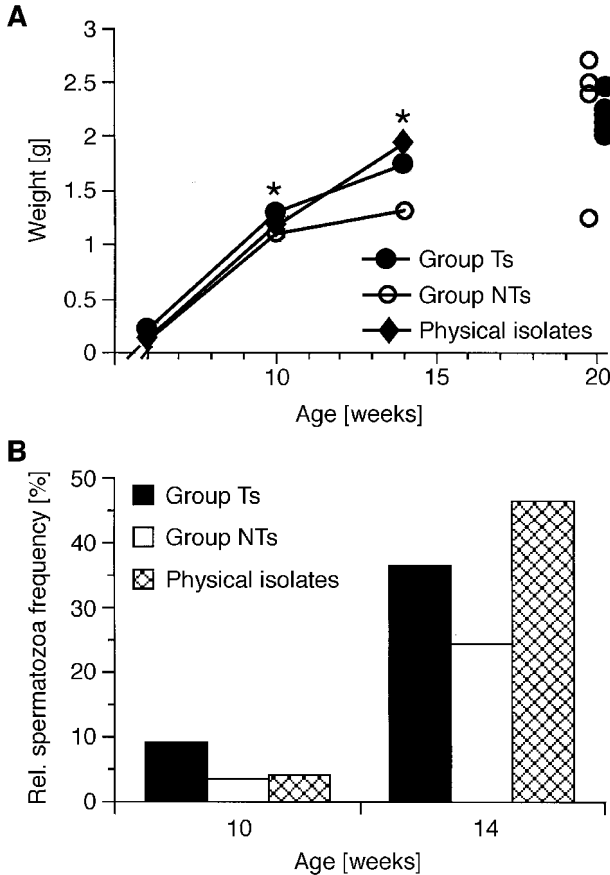 A
3
2.5
2
1.5
1
0.5
0
Weight [g]
*
*
Group Ts
Group NTs
Physical isolates
10
15
20
Age [weeks]
B
50
40
30
20
10
0
Rel. spermatozoa frequency [%]
Group Ts
Group NTs
Physical isolates
10
14
Age [weeks]